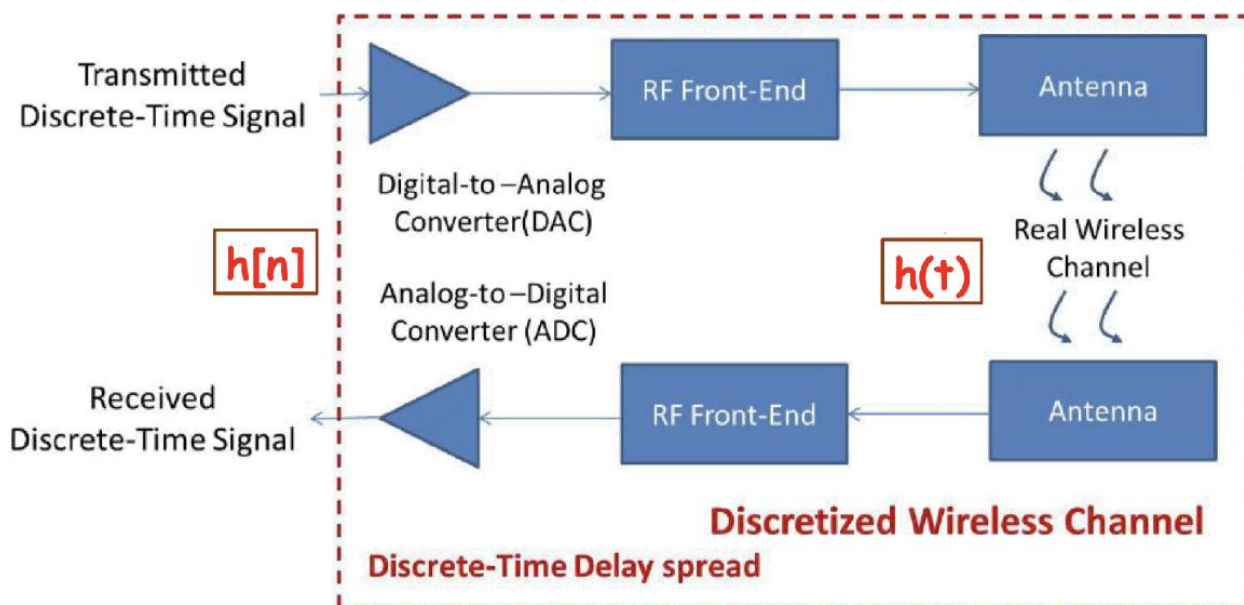 Transmitted
Discrete-Time Signal
RF Front-End
Antenna
Digital-to –Analog
Converter(DAC)
Real Wireless
Channel
h[n]
h(t)
Analog-to –Digital
Converter (ADC)
Received
Discrete-Time Signal
RF Front-End
Antenna
Discretized Wireless Channel
Discrete-Time Delay spread